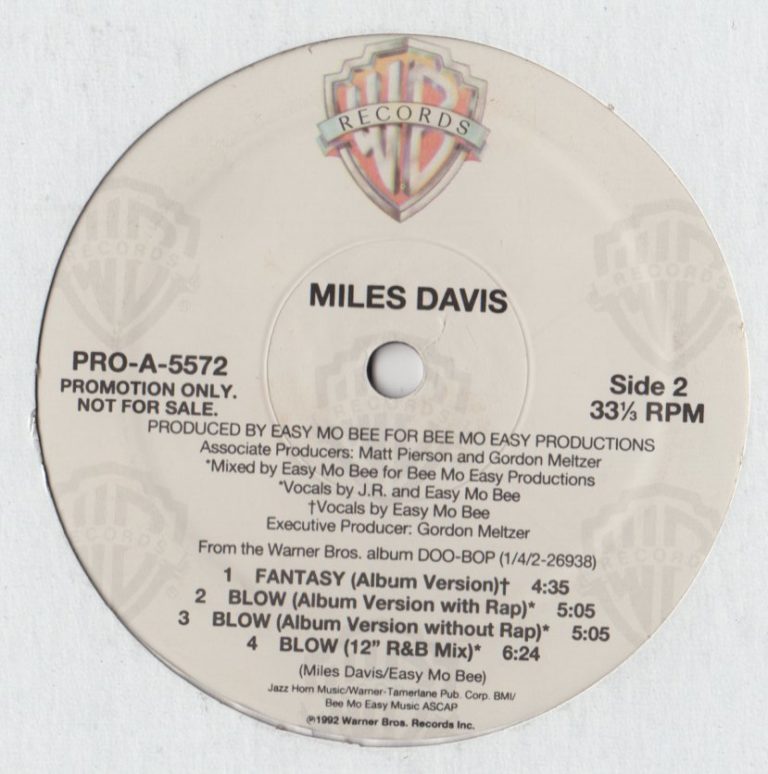 WB
RECORDS
MILES DAVIS
PRO-A-5572
PROMOTION ONLY.
NOT FOR SALE.
Side 2
33⅓ RPM
PRODUCED BY EASY MO BEE FOR BEE MO EASY PRODUCTIONS
Associate Producers: Matt Pierson and Gordon Meltzer
*Mixed by Easy Mo Bee for Bee Mo Easy Productions
*Vocals by J.R. and Easy Mo Bee
†Vocals by Easy Mo Bee
Executive Producer: Gordon Meltzer
From the Warner Bros. album DOO-BOP (1/4/2-26938)
1 FANTASY (Album Version)† 4:35
2 BLOW (Album Version with Rap)* 5:05
3 BLOW (Album Version without Rap)* 5:05
4 BLOW (12" R&B Mix)* 6:24
(Miles Davis/Easy Mo Bee)
Jazz Horn Music/Warner-Tamerlane Pub. Corp. BMI/
Bee Mo Easy Music ASCAP
℗1992 Warner Bros. Records Inc.